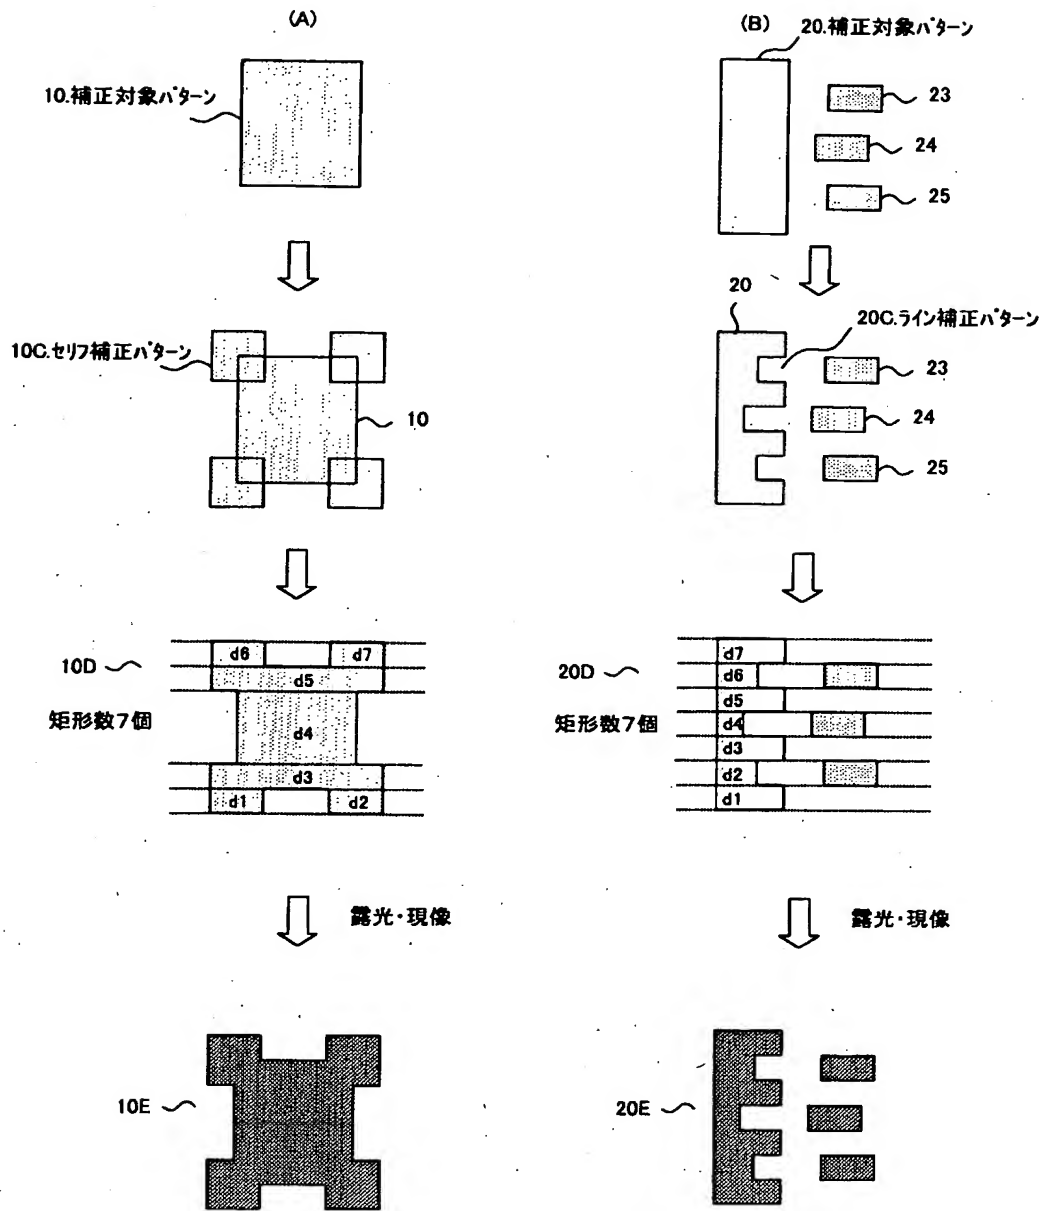 (A)
10.補正対象パターン
10C.セリフ補正パターン
10
10D
矩形数7個
d6
d7
d5
d4
d3
d1
d2
露光・現像
10E
(B)
20.補正対象パターン
23
24
25
20
20C.ライン補正パターン
23
24
25
20D
矩形数7個
d7
d6
d5
d4
d3
d2
d1
露光・現像
20E